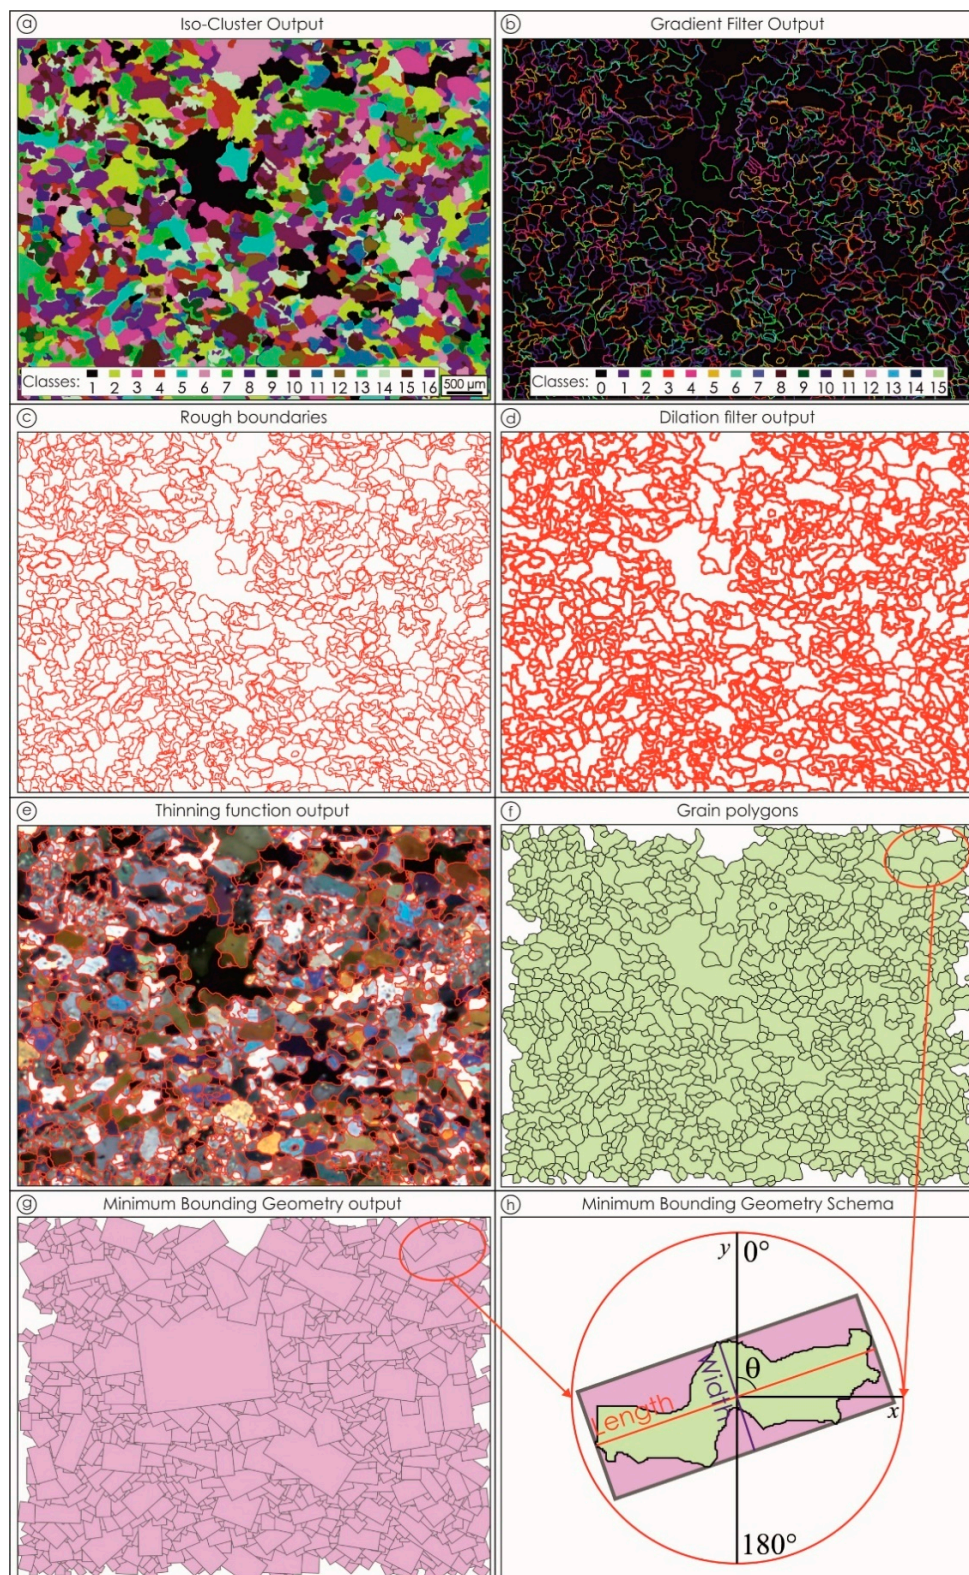 ⓐ Iso-Cluster Output
Classes: 1 2 3 4 5 6 7 8 9 10 11 12 13 14 15 16
500 µm
ⓑ Gradient Filter Output
Classes: 0 1 2 3 4 5 6 7 8 9 10 11 12 13 14 15
ⓒ Rough boundaries
ⓓ Dilation filter output
ⓔ Thinning function output
ⓕ Grain polygons
ⓖ Minimum Bounding Geometry output
ⓗ Minimum Bounding Geometry Schema
y 0°
θ
Width
Length
x
180°